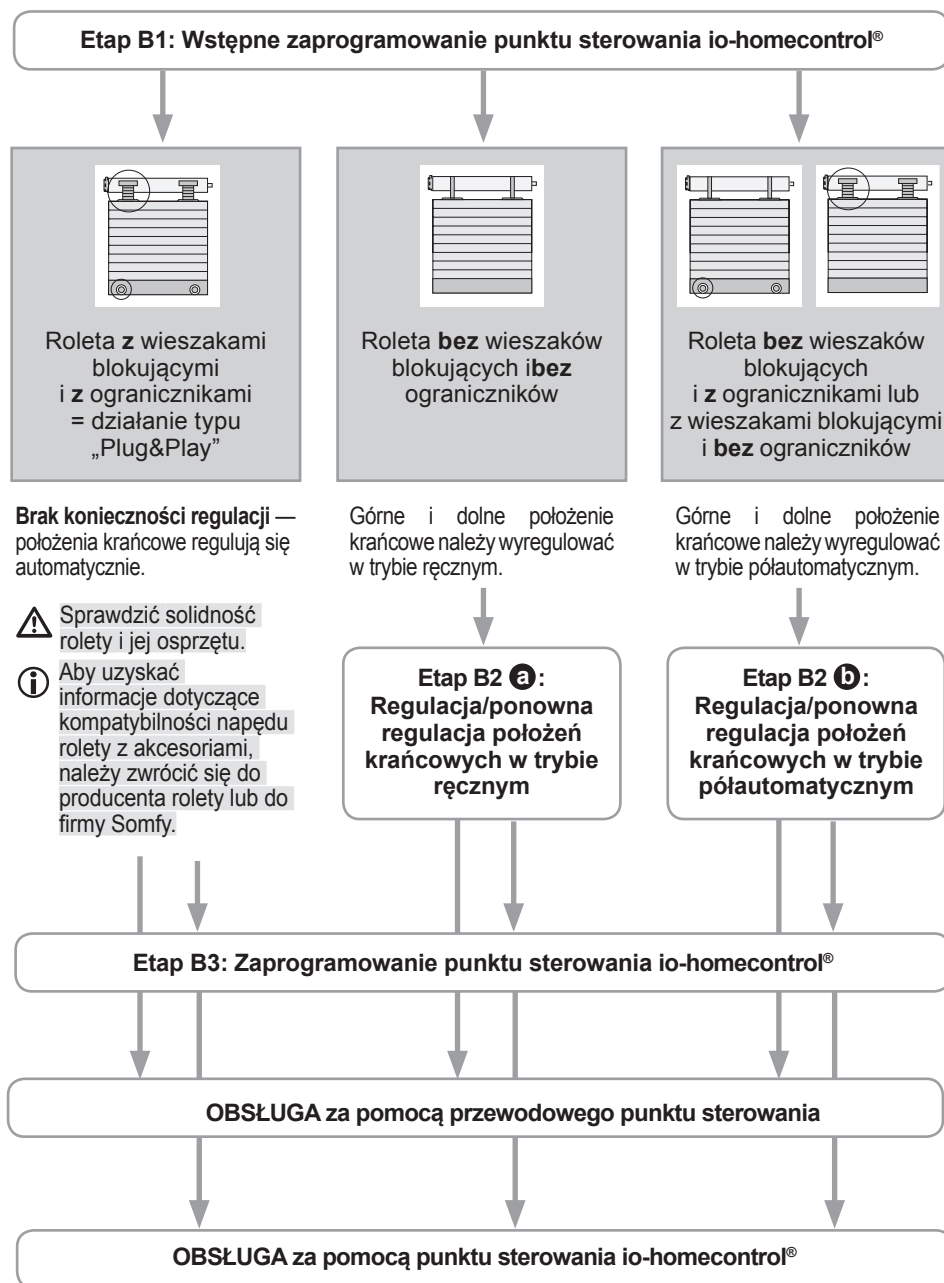 Etap B1: Wstępne zaprogramowanie punktu sterowania io-homecontrol®
Roleta z wieszakami
blokującymi
i z ogranicznikami
= działanie typu
„Plug&Play”
Roleta bez wieszaków
blokujących ibez
ograniczników
Roleta bez wieszaków
blokujących
i z ogranicznikami lub
z wieszakami blokującymi
i bez ograniczników
Brak konieczności regulacji —
położenia krańcowe regulują się
automatycznie.
Sprawdzić solidność
rolety i jej osprzętu.
Aby uzyskać
informacje dotyczące
kompatybilności napędu
rolety z akcesoriami,
należy zwrócić się do
producenta rolety lub do
firmy Somfy.
Górne i dolne położenie
krańcowe należy wyregulować
w trybie ręcznym.
Etap B2 a:
Regulacja/ponowna
regulacja położeń
krańcowych w trybie
ręcznym
Górne i dolne położenie
krańcowe należy wyregulować
w trybie półautomatycznym.
Etap B2 b:
Regulacja/ponowna
regulacja położeń
krańcowych w trybie
półautomatycznym
Etap B3: Zaprogramowanie punktu sterowania io-homecontrol®
OBSŁUGA za pomocą przewodowego punktu sterowania
OBSŁUGA za pomocą punktu sterowania io-homecontrol®